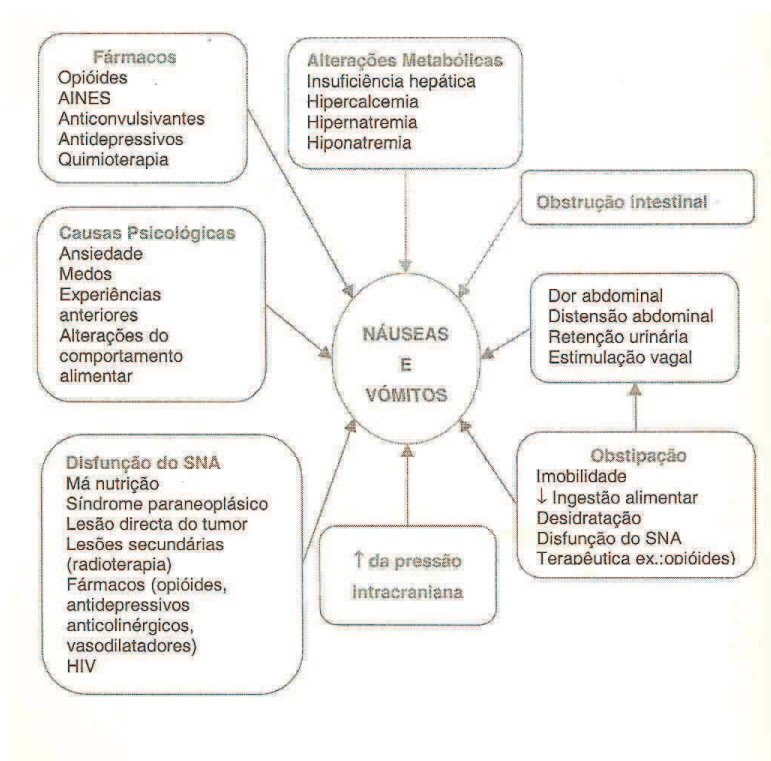 Fármacos
Opióides
AINES
Anticonvulsivantes
Antidepressivos
Quimioterapia
Alterações Metabólicas
Insuficiência hepática
Hipercalcemia
Hipernatremia
Hiponatremia
Obstrução intestinal
Causas Psicológicas
Ansiedade
Medos
Experiências
anteriores
Alterações do
comportamento
alimentar
NÁUSEAS
E
VÓMITOS
Dor abdominal
Distensão abdominal
Retenção urinária
Estimulação vagal
Disfunção do SNA
Má nutrição
Síndrome paraneoplásico
Lesão directa do tumor
Lesões secundárias
(radioterapia)
Fármacos (opióides,
antidepressivos
anticolinérgicos,
vasodilatadores)
HIV
↑ da pressão
intracraniana
Obstipação
Imobilidade
↓ Ingestão alimentar
Desidratação
Disfunção do SNA
Terapêutica ex.:opióides)